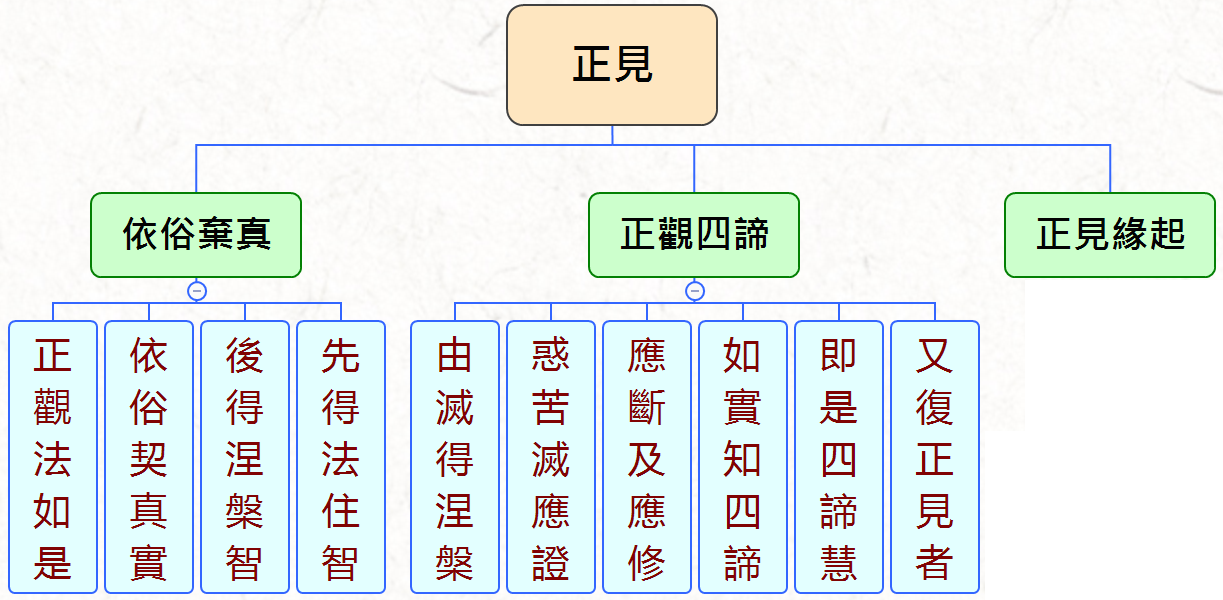 正見
依俗棄真
正觀四諦
正見緣起
又復正見者
即是四諦慧
如實知四諦
應斷及應修
惑苦滅應證
由滅得涅槃
先得法住智
後得涅槃智
依俗契真實
正觀法如是